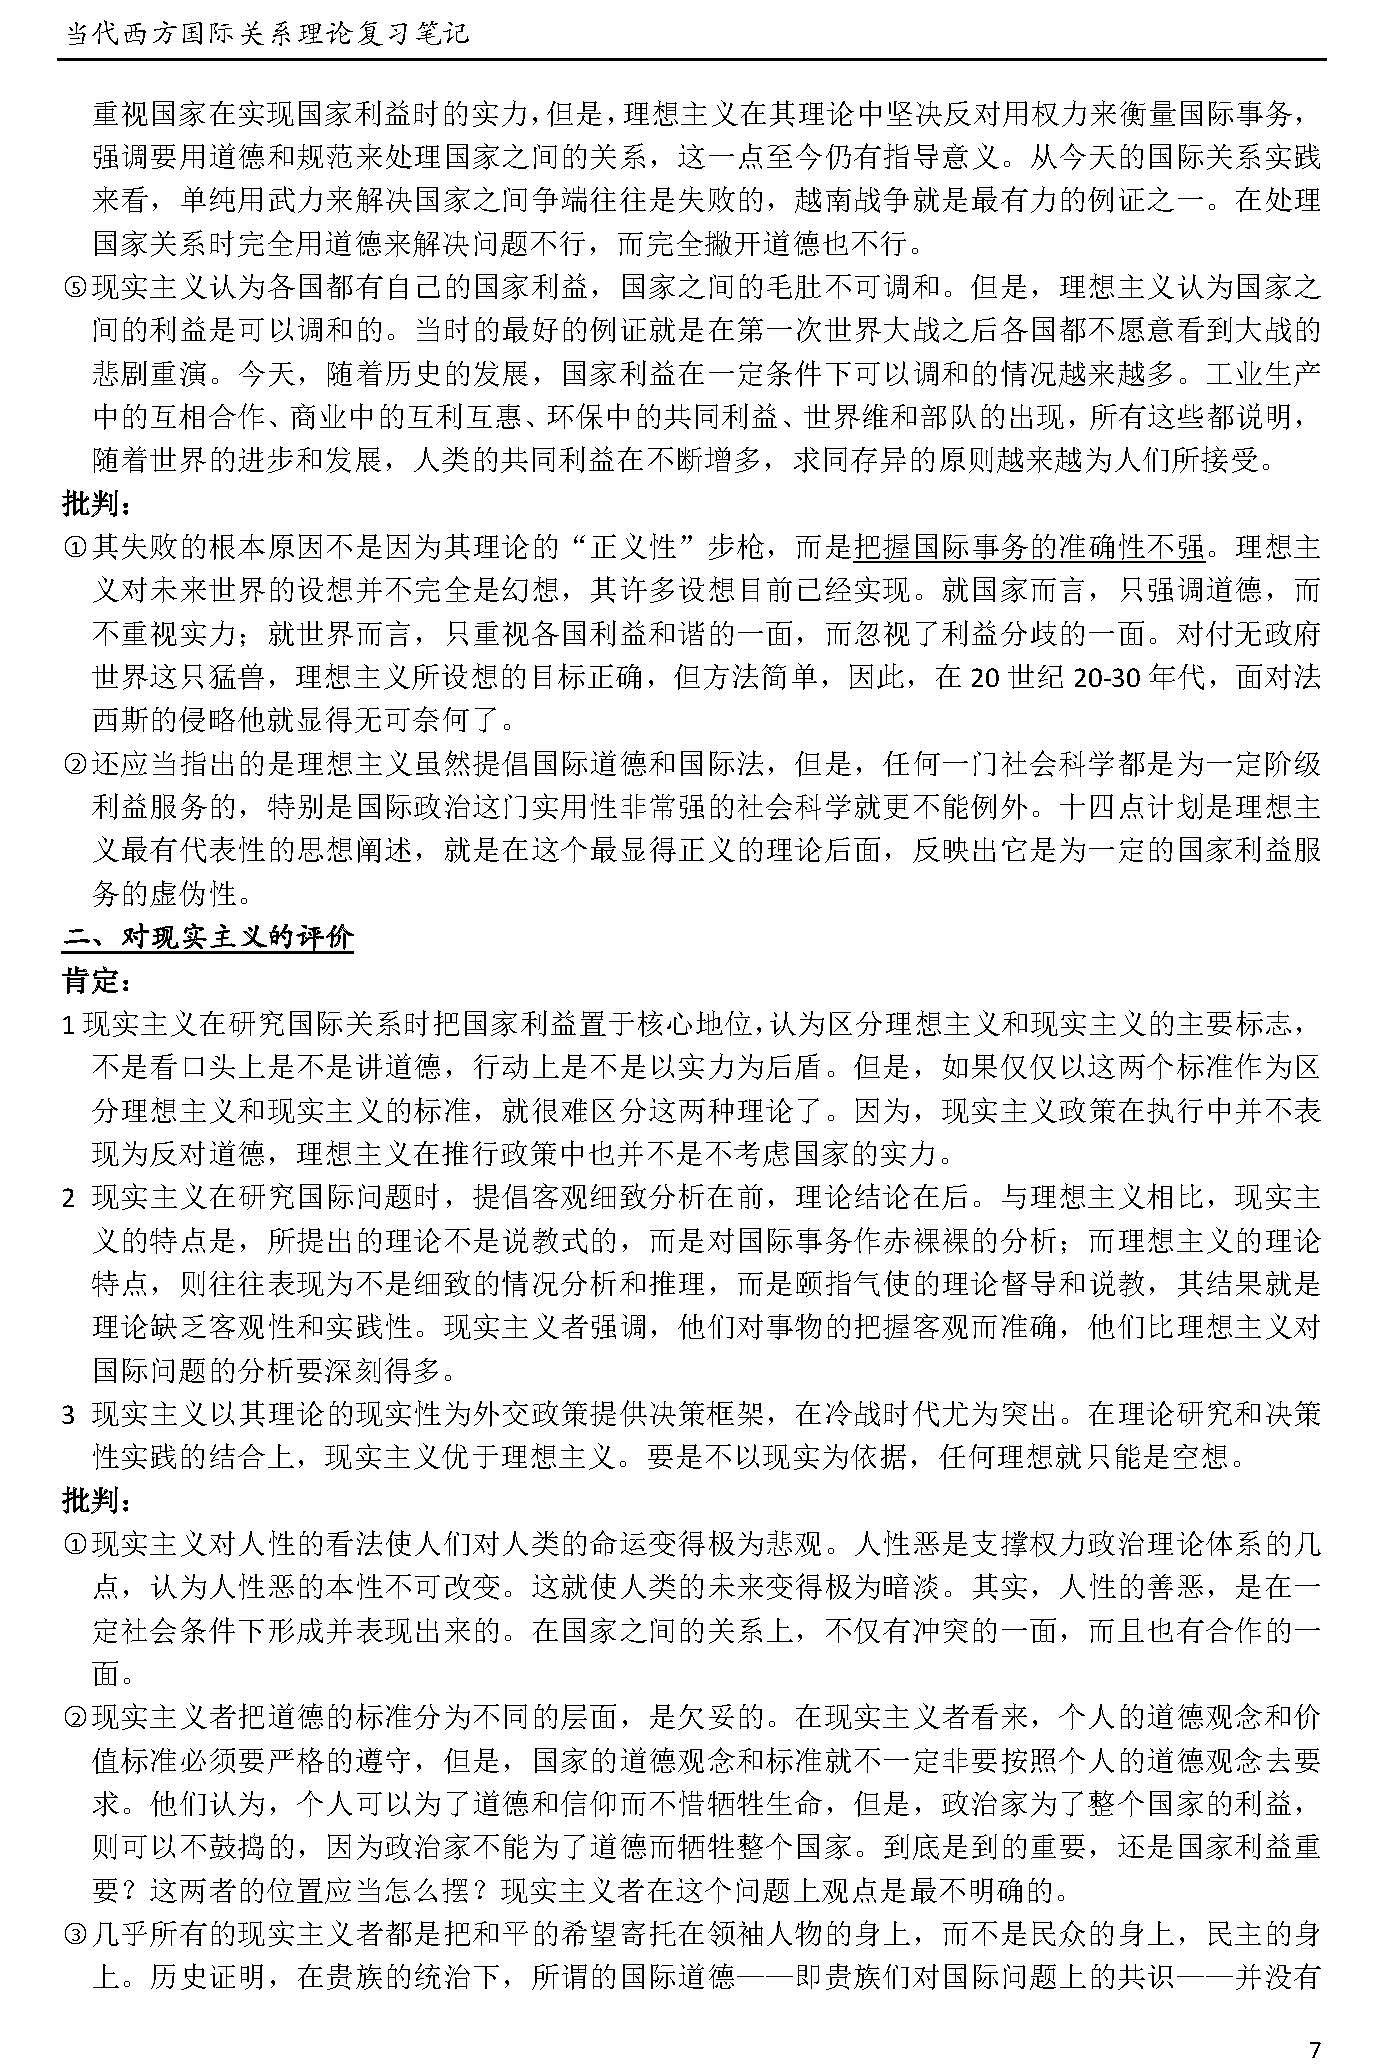 当代西方国际关系理论复习笔记
重视国家在实现国家利益时的实力，但是，理想主义在其理论中坚决反对用权力来衡量国际事务，
强调要用道德和规范来处理国家之间的关系，这一点至今仍有指导意义。从今天的国际关系实践
来看，单纯用武力来解决国家之间争端往往是失败的，越南战争就是最有力的例证之一。在处理
国家关系时完全用道德来解决问题不行，而完全撇开道德也不行。
⑤现实主义认为各国都有自己的国家利益，国家之间的毛肚不可调和。但是，理想主义认为国家之
间的利益是可以调和的。当时的最好的例证就是在第一次世界大战之后各国都不愿意看到大战的
悲剧重演。今天，随着历史的发展，国家利益在一定条件下可以调和的情况越来越多。工业生产
中的互相合作、商业中的互利互惠、环保中的共同利益、世界维和部队的出现，所有这些都说明，
随着世界的进步和发展，人类的共同利益在不断增多，求同存异的原则越来越为人们所接受。
批判：
①其失败的根本原因不是因为其理论的“正义性”步枪，而是把握国际事务的准确性不强。理想主
义对未来世界的设想并不完全是幻想，其许多设想目前已经实现。就国家而言，只强调道德，而
不重视实力；就世界而言，只重视各国利益和谐的一面，而忽视了利益分歧的一面。对付无政府
世界这只猛兽，理想主义所设想的目标正确，但方法简单，因此，在 20 世纪 20-30 年代，面对法
西斯的侵略他就显得无可奈何了。
②还应当指出的是理想主义虽然提倡国际道德和国际法，但是，任何一门社会科学都是为一定阶级
利益服务的，特别是国际政治这门实用性非常强的社会科学就更不能例外。十四点计划是理想主
义最有代表性的思想阐述，就是在这个最显得正义的理论后面，反映出它是为一定的国家利益服
务的虚伪性。
二、对现实主义的评价
肯定：
1 现实主义在研究国际关系时把国家利益置于核心地位，认为区分理想主义和现实主义的主要标志，
不是看口头上是不是讲道德，行动上是不是以实力为后盾。但是，如果仅仅以这两个标准作为区
分理想主义和现实主义的标准，就很难区分这两种理论了。因为，现实主义政策在执行中并不表
现为反对道德，理想主义在推行政策中也并不是不考虑国家的实力。
2 现实主义在研究国际问题时，提倡客观细致分析在前，理论结论在后。与理想主义相比，现实主
义的特点是，所提出的理论不是说教式的，而是对国际事务作赤裸裸的分析；而理想主义的理论
特点，则往往表现为不是细致的情况分析和推理，而是颐指气使的理论督导和说教，其结果就是
理论缺乏客观性和实践性。现实主义者强调，他们对事物的把握客观而准确，他们比理想主义对
国际问题的分析要深刻得多。
3 现实主义以其理论的现实性为外交政策提供决策框架，在冷战时代尤为突出。在理论研究和决策
性实践的结合上，现实主义优于理想主义。要是不以现实为依据，任何理想就只能是空想。
批判：
①现实主义对人性的看法使人们对人类的命运变得极为悲观。人性恶是支撑权力政治理论体系的几
点，认为人性恶的本性不可改变。这就使人类的未来变得极为暗淡。其实，人性的善恶，是在一
定社会条件下形成并表现出来的。在国家之间的关系上，不仅有冲突的一面，而且也有合作的一
面。
②现实主义者把道德的标准分为不同的层面，是欠妥的。在现实主义者看来，个人的道德观念和价
值标准必须要严格的遵守，但是，国家的道德观念和标准就不一定非要按照个人的道德观念去要
求。他们认为，个人可以为了道德和信仰而不惜牺牲生命，但是，政治家为了整个国家的利益，
则可以不鼓捣的，因为政治家不能为了道德而牺牲整个国家。到底是到的重要，还是国家利益重
要？这两者的位置应当怎么摆？现实主义者在这个问题上观点是最不明确的。
③几乎所有的现实主义者都是把和平的希望寄托在领袖人物的身上，而不是民众的身上，民主的身
上。历史证明，在贵族的统治下，所谓的国际道德——即贵族们对国际问题上的共识——并没有
7